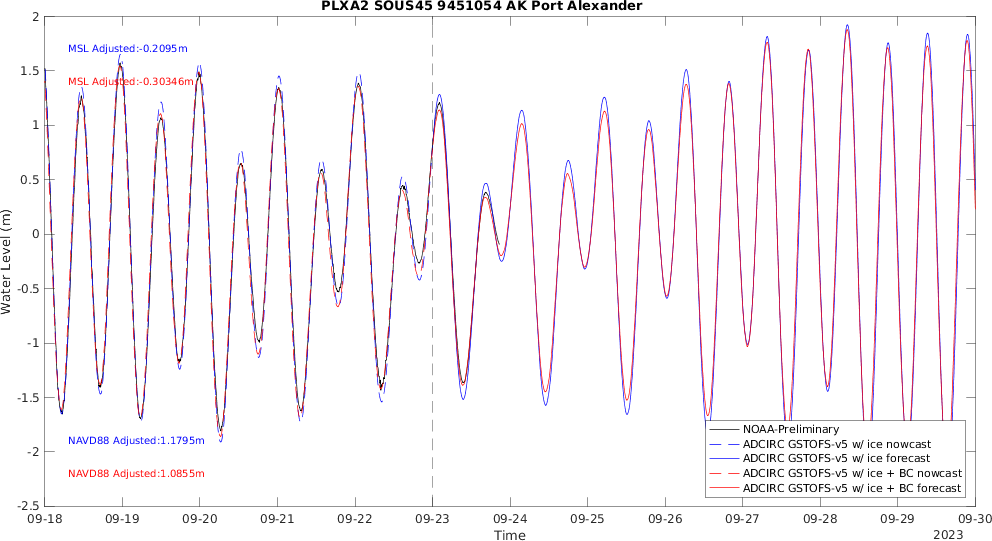 PLXA2 SOUS45 9451054 AK Port Alexander
Water Level (m)
2
1.5
1
0.5
0
-0.5
-1
-1.5
-2
-2.5
MSL Adjusted:-0.2095m
MSL Adjusted:-0.30346m
NAVD88 Adjusted:1.1795m
NAVD88 Adjusted:1.0855m
NOAA-Preliminary
ADCIRC GSTOFS-v5 w/ ice nowcast
ADCIRC GSTOFS-v5 w/ ice forecast
ADCIRC GSTOFS-v5 w/ ice + BC nowcast
ADCIRC GSTOFS-v5 w/ ice + BC forecast
09-18 09-19 09-20 09-21 09-22 09-23 09-24 09-25 09-26 09-27 09-28 09-29 09-30
Time
2023